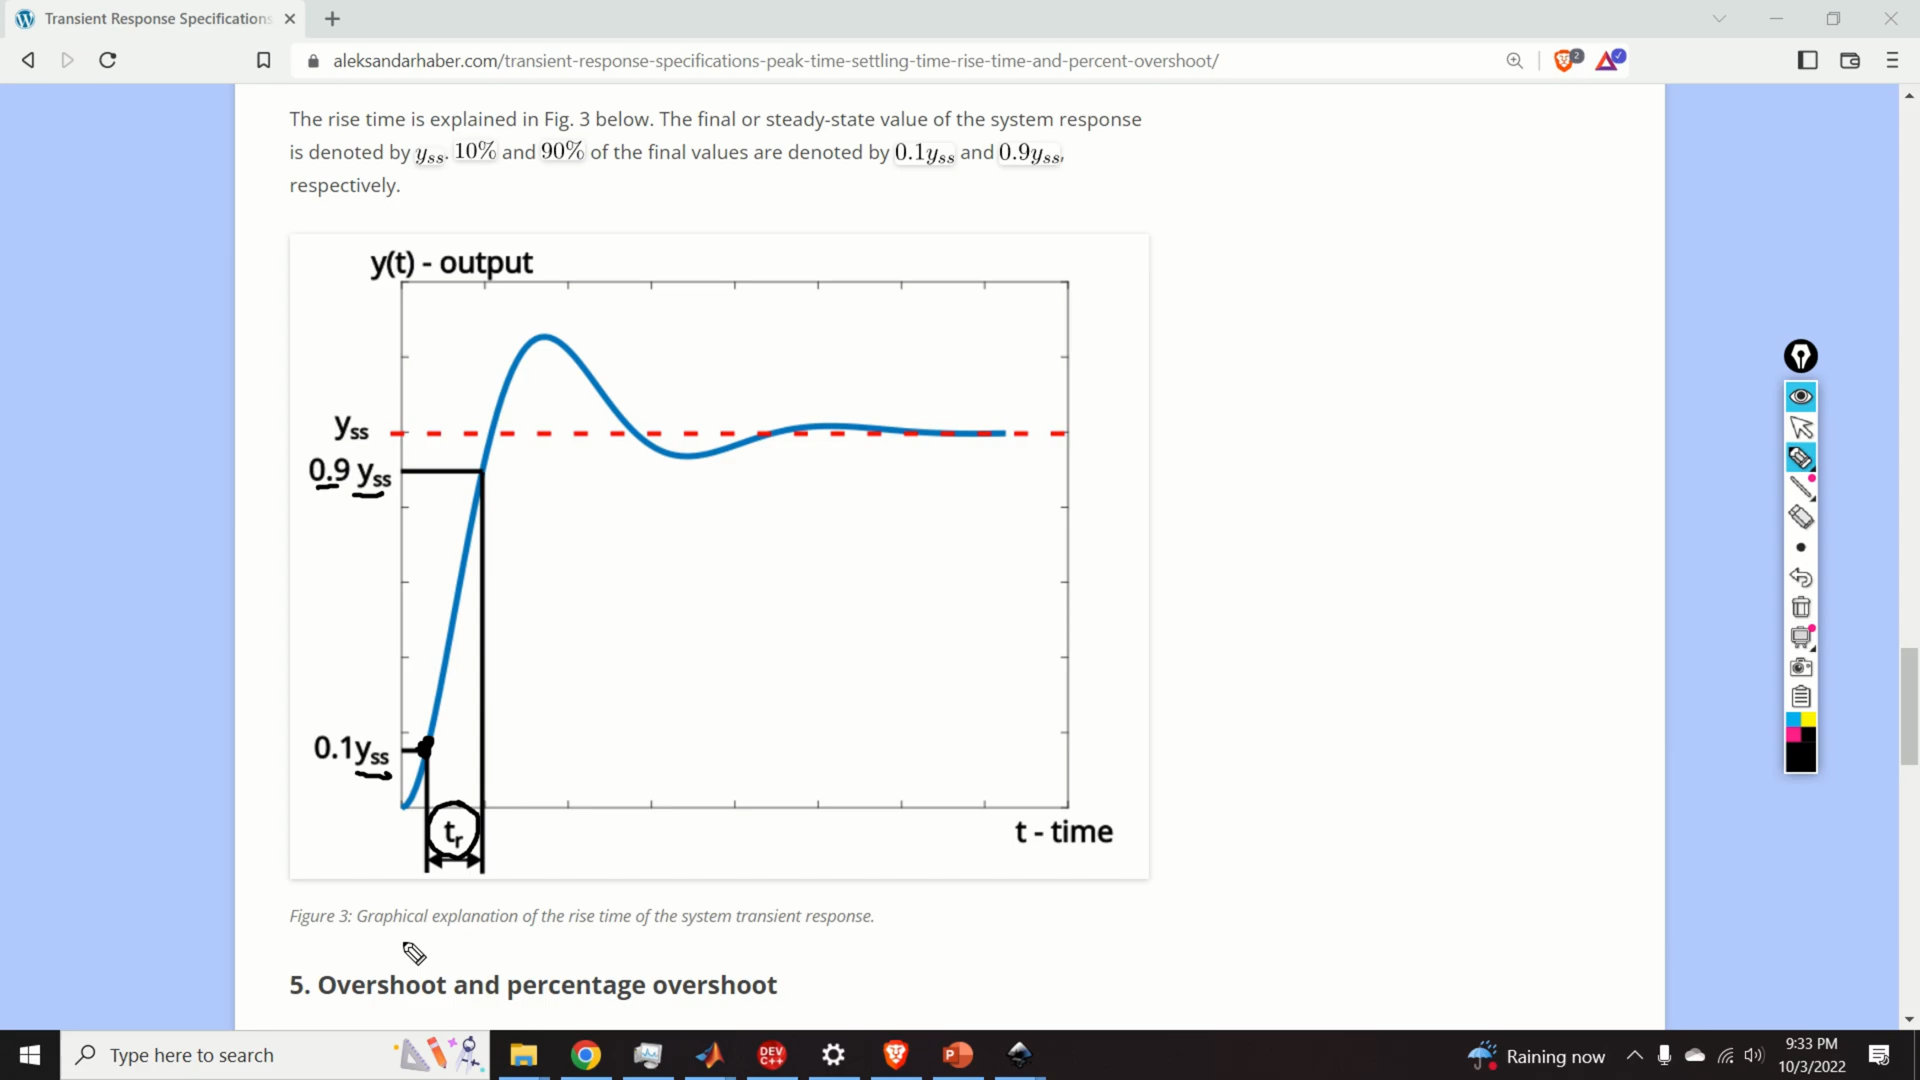 Transient Response Specifications
aleksandarhaber.com/transient-response-specifications-peak-time-settling-time-rise-time-and-percent-overshoot/
2
The rise time is explained in Fig. 3 below. The final or steady-state value of the system response
is denoted by yss. 10% and 90% of the final values are denoted by 0.1yss and 0.9yss,
respectively.
y(t) - output
yss
0.9 yss
0.1yss
tr
t - time
Figure 3: Graphical explanation of the rise time of the system transient response.
5. Overshoot and percentage overshoot
Type here to search
DEV
C++
P
Raining now
9:33 PM
10/3/2022